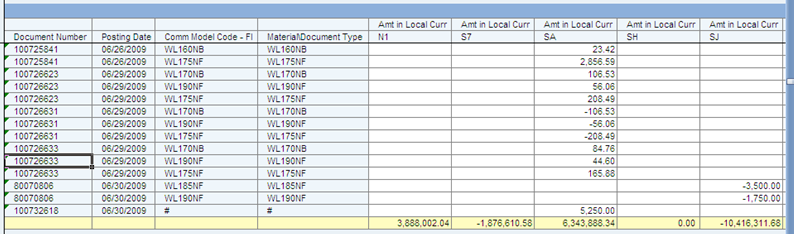 Amt in Local Curr Amt in Local Curr Amt in Local Curr Amt in Local Curr Amt in Local Curr
Document Number Posting Date Comm Model Code - FI Material\Document Type N1 S7 SA SH SJ
100725841 06/26/2009 WL160NB WL160NB 23.42
100725841 06/26/2009 WL175NF WL175NF 2,856.59
100726623 06/29/2009 WL170NB WL170NB 106.53
100726623 06/29/2009 WL190NF WL190NF 56.06
100726623 06/29/2009 WL175NF WL175NF 208.49
100726631 06/29/2009 WL170NB WL170NB -106.53
100726631 06/29/2009 WL190NF WL190NF -56.06
100726631 06/29/2009 WL175NF WL175NF -208.49
100726633 06/29/2009 WL170NB WL170NB 84.76
100726633 06/29/2009 WL190NF WL190NF 44.60
100726633 06/29/2009 WL175NF WL175NF 165.88
80070806 06/30/2009 WL185NF WL185NF -3,500.00
80070806 06/30/2009 WL190NF WL190NF -1,750.00
100732618 06/30/2009 # # 5,250.00
3,888,002.04 -1,876,610.58 6,343,888.34 0.00 -10,416,311.68